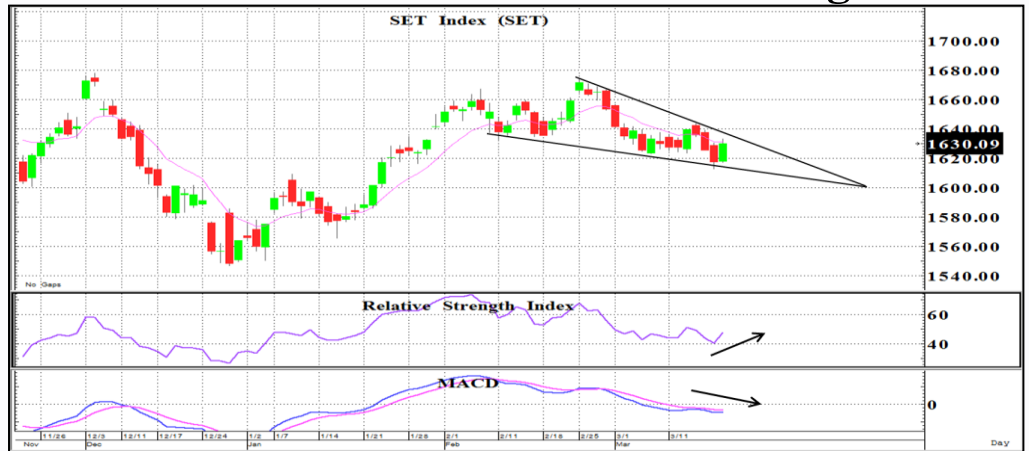 SET Index (SET)
1700.00
1680.00
1660.00
1640.00
1630.09
1620.00
1600.00
1580.00
1560.00
1540.00
No Gaps
Relative Strength Index
60
40
MACD
0
11/26 12/3 12/11 12/17 12/24 1/2 1/7 1/14 1/21 1/28 2/1 2/11 2/18 2/25 3/1 3/11
Nov Dec Jan Feb Mar Day